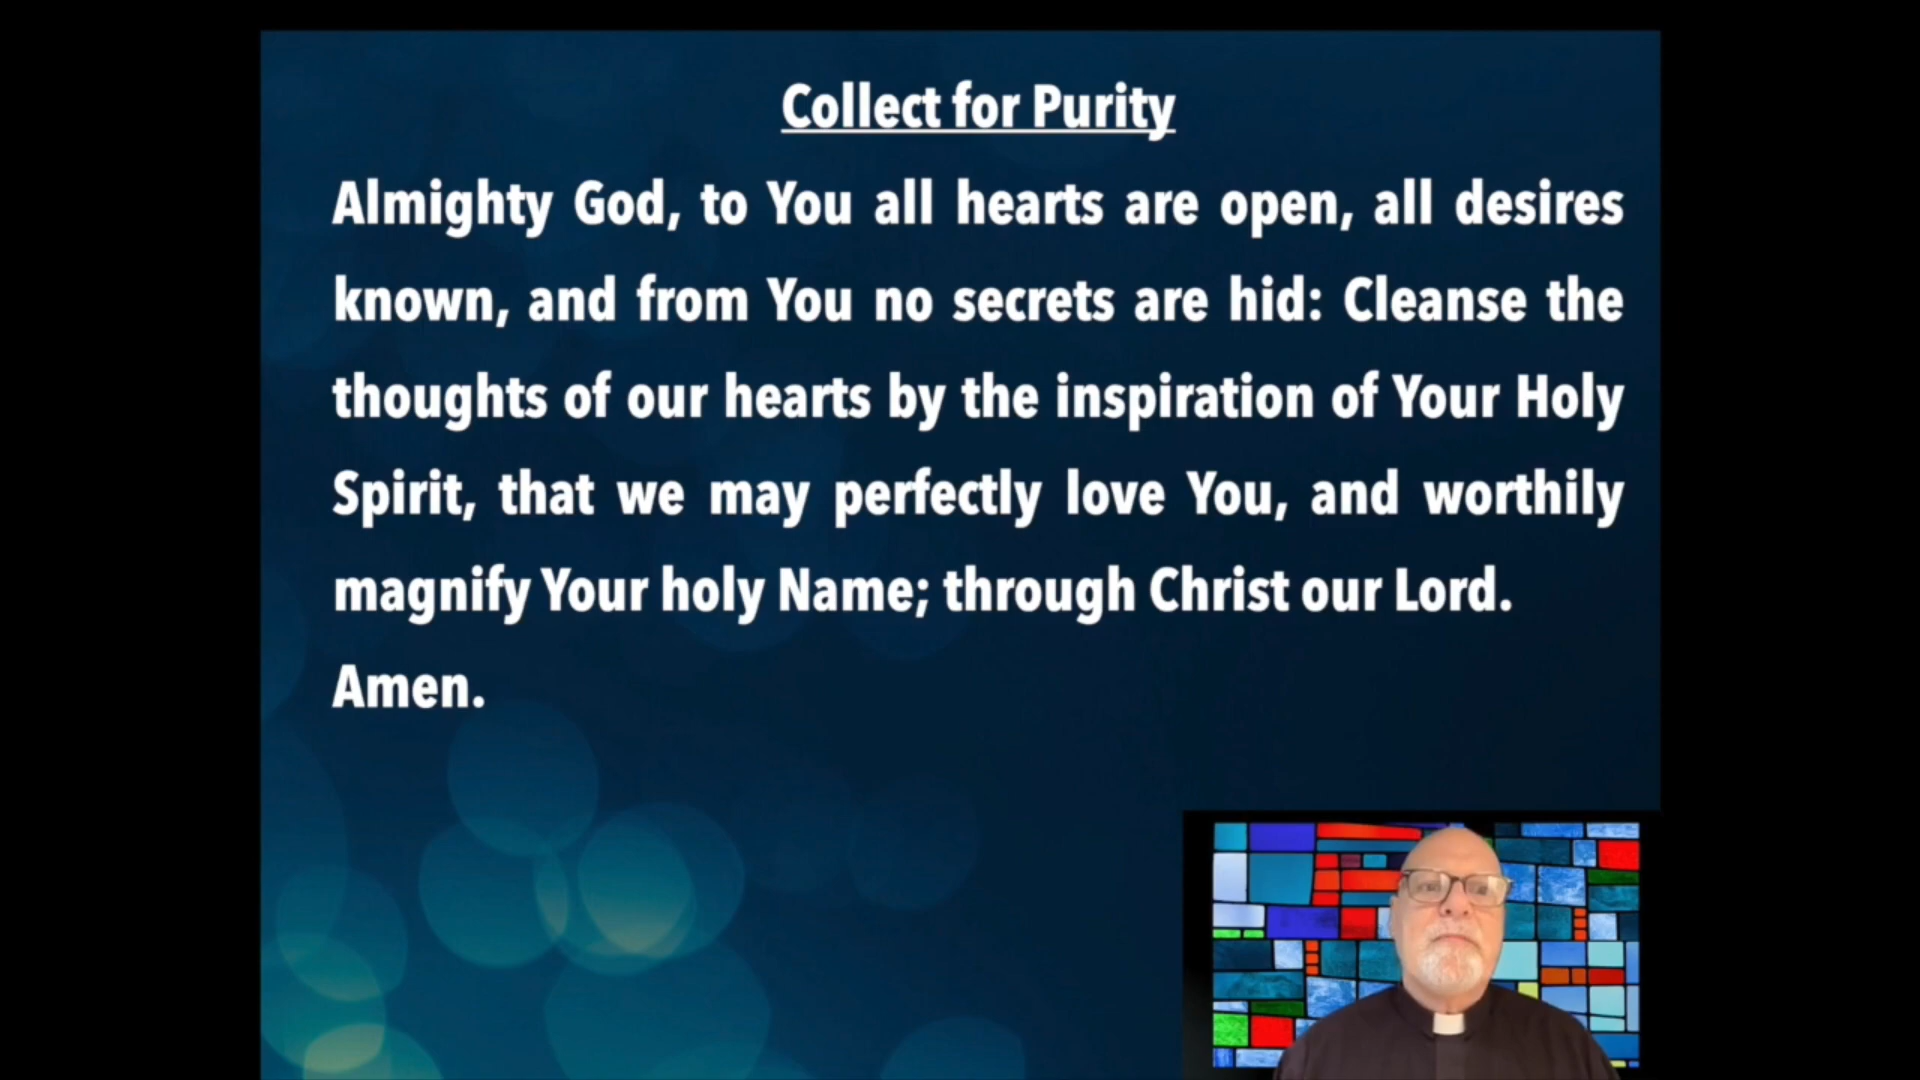 Collect for Purity
Almighty God, to You all hearts are open, all desires
known, and from You no secrets are hid: Cleanse the
thoughts of our hearts by the inspiration of Your Holy
Spirit, that we may perfectly love You, and worthily
magnify Your holy Name; through Christ our Lord.
Amen.